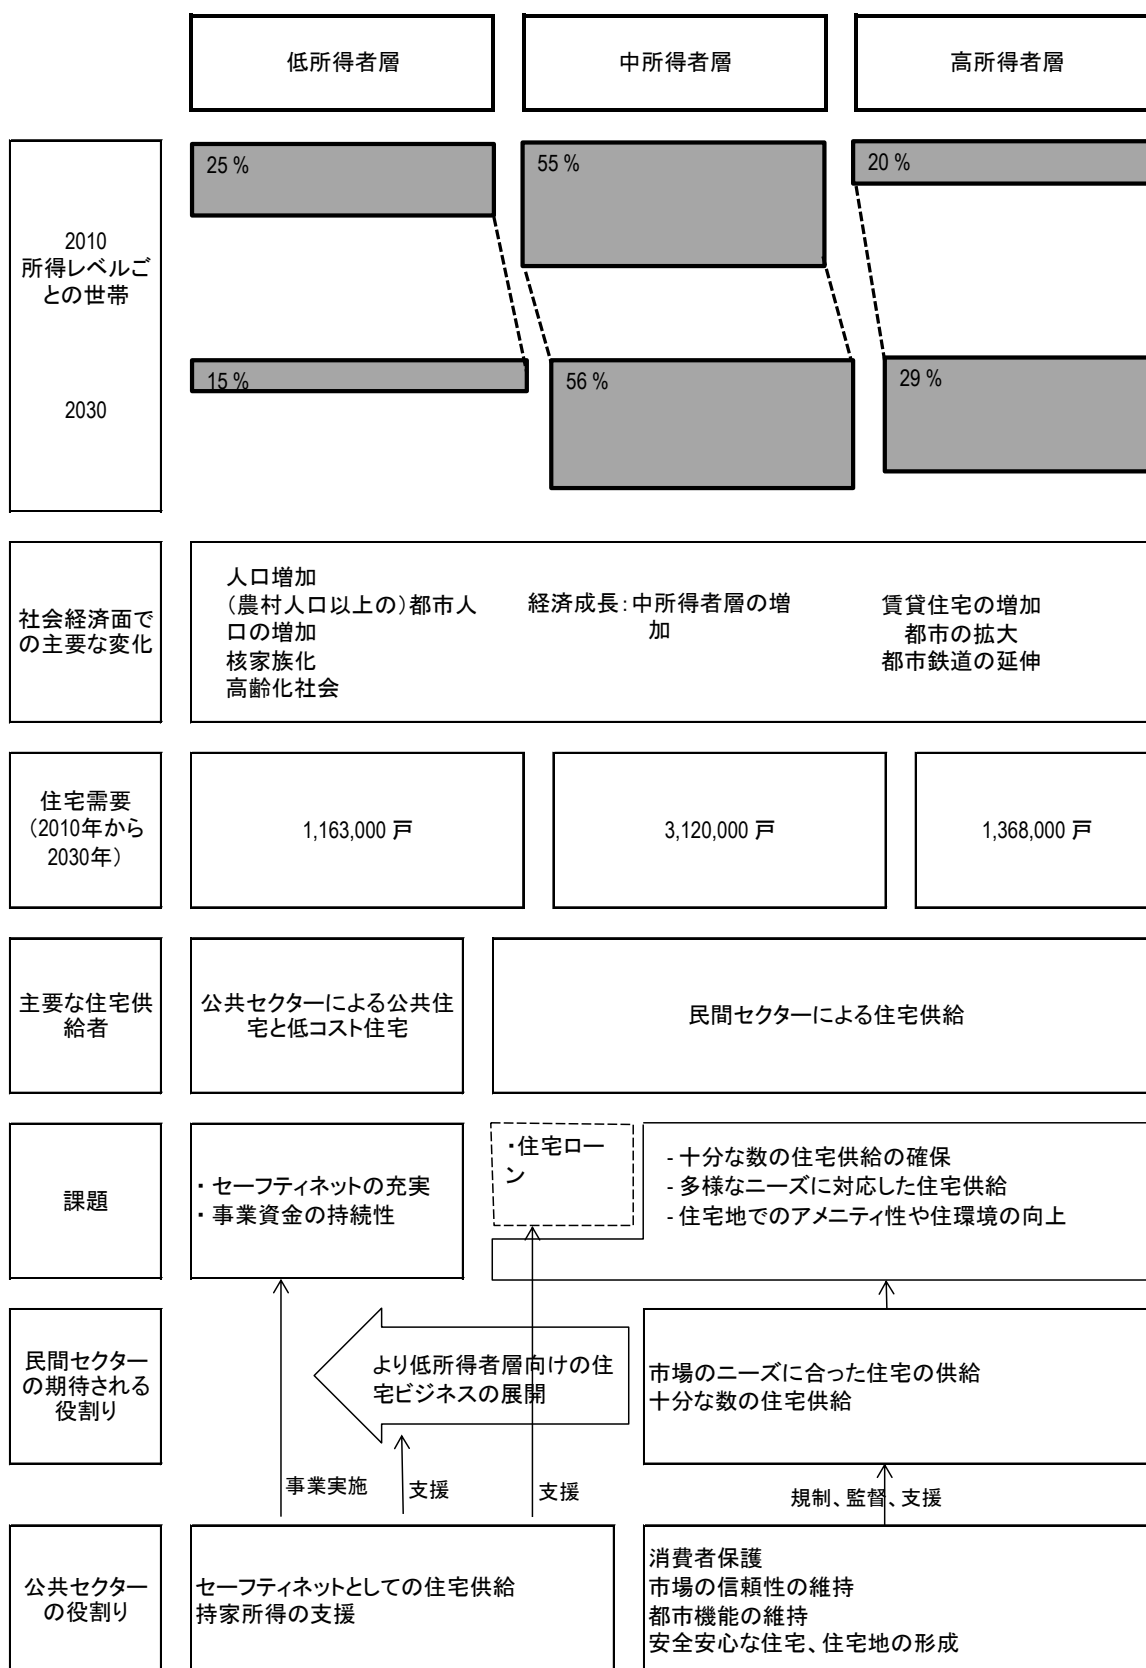 低所得者層
中所得者層
高所得者層
2010
所得レベルご
との世帯
2030
25 %
55 %
20 %
15 %
56 %
29 %
社会経済面で
の主要な変化
人口増加
(農村人口以上の)都市人
口の増加
核家族化
高齢化社会
経済成長：中所得者層の増
加
賃貸住宅の増加
都市の拡大
都市鉄道の延伸
住宅需要
（2010年から
2030年）
1,163,000 戸
3,120,000 戸
1,368,000 戸
主要な住宅供
給者
公共セクターによる公共住
宅と低コスト住宅
民間セクターによる住宅供給
課題
・セーフティネットの充実
・事業資金の持続性
・住宅ロー
ン
- 十分な数の住宅供給の確保
- 多様なニーズに対応した住宅供給
- 住宅地でのアメニティ性や住環境の向上
民間セクター
の期待される
役割り
より低所得者層向けの住
宅ビジネスの展開
市場のニーズに合った住宅の供給
十分な数の住宅供給
事業実施
支援
支援
規制、監督、支援
公共セクター
の役割り
セーフティネットとしての住宅供給
持家所得の支援
消費者保護
市場の信頼性の維持
都市機能の維持
安全安心な住宅、住宅地の形成